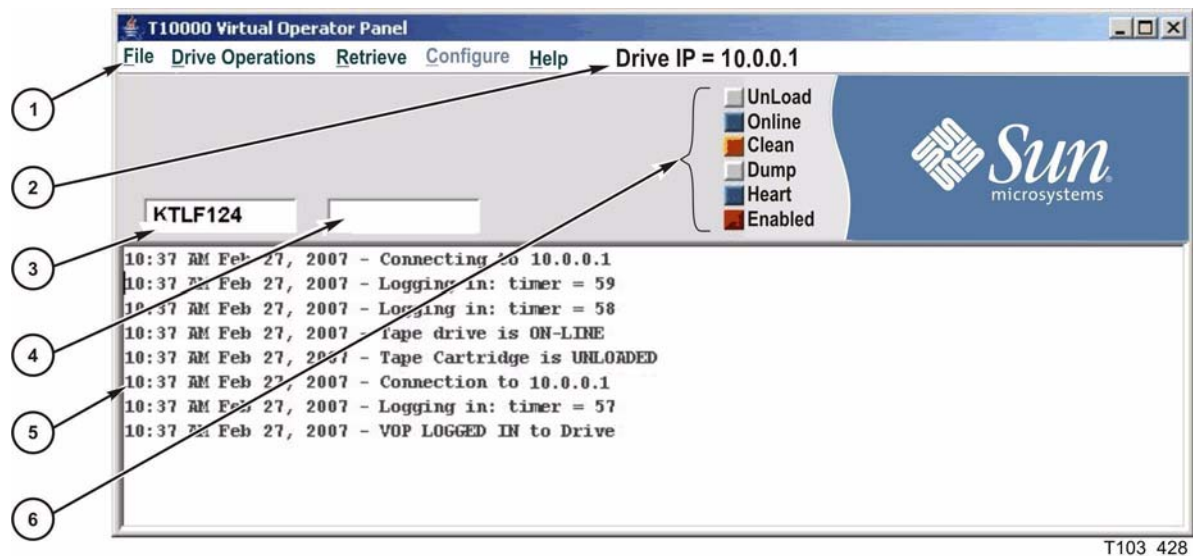 T10000 Virtual Operator Panel
File Drive Operations Retrieve Configure Help Drive IP = 10.0.0.1
1
UnLoad
Online
Clean
Dump
Heart
Enabled
Sun
microsystems
2
KTLF124
3
10:37 AM Feb 27, 2007 - Connecting to 10.0.0.1
10:37 AM Feb 27, 2007 - Logging in: timer = 59
10:37 AM Feb 27, 2007 - Logging in: timer = 58
10:37 AM Feb 27, 2007 - Tape drive is ON-LINE
4
10:37 AM Feb 27, 2007 - Tape Cartridge is UNLOADED
10:37 AM Feb 27, 2007 - Connection to 10.0.0.1
10:37 AM Feb 27, 2007 - Logging in: timer = 57
5
10:37 AM Feb 27, 2007 - VOP LOGGED IN to Drive
6
T103_428